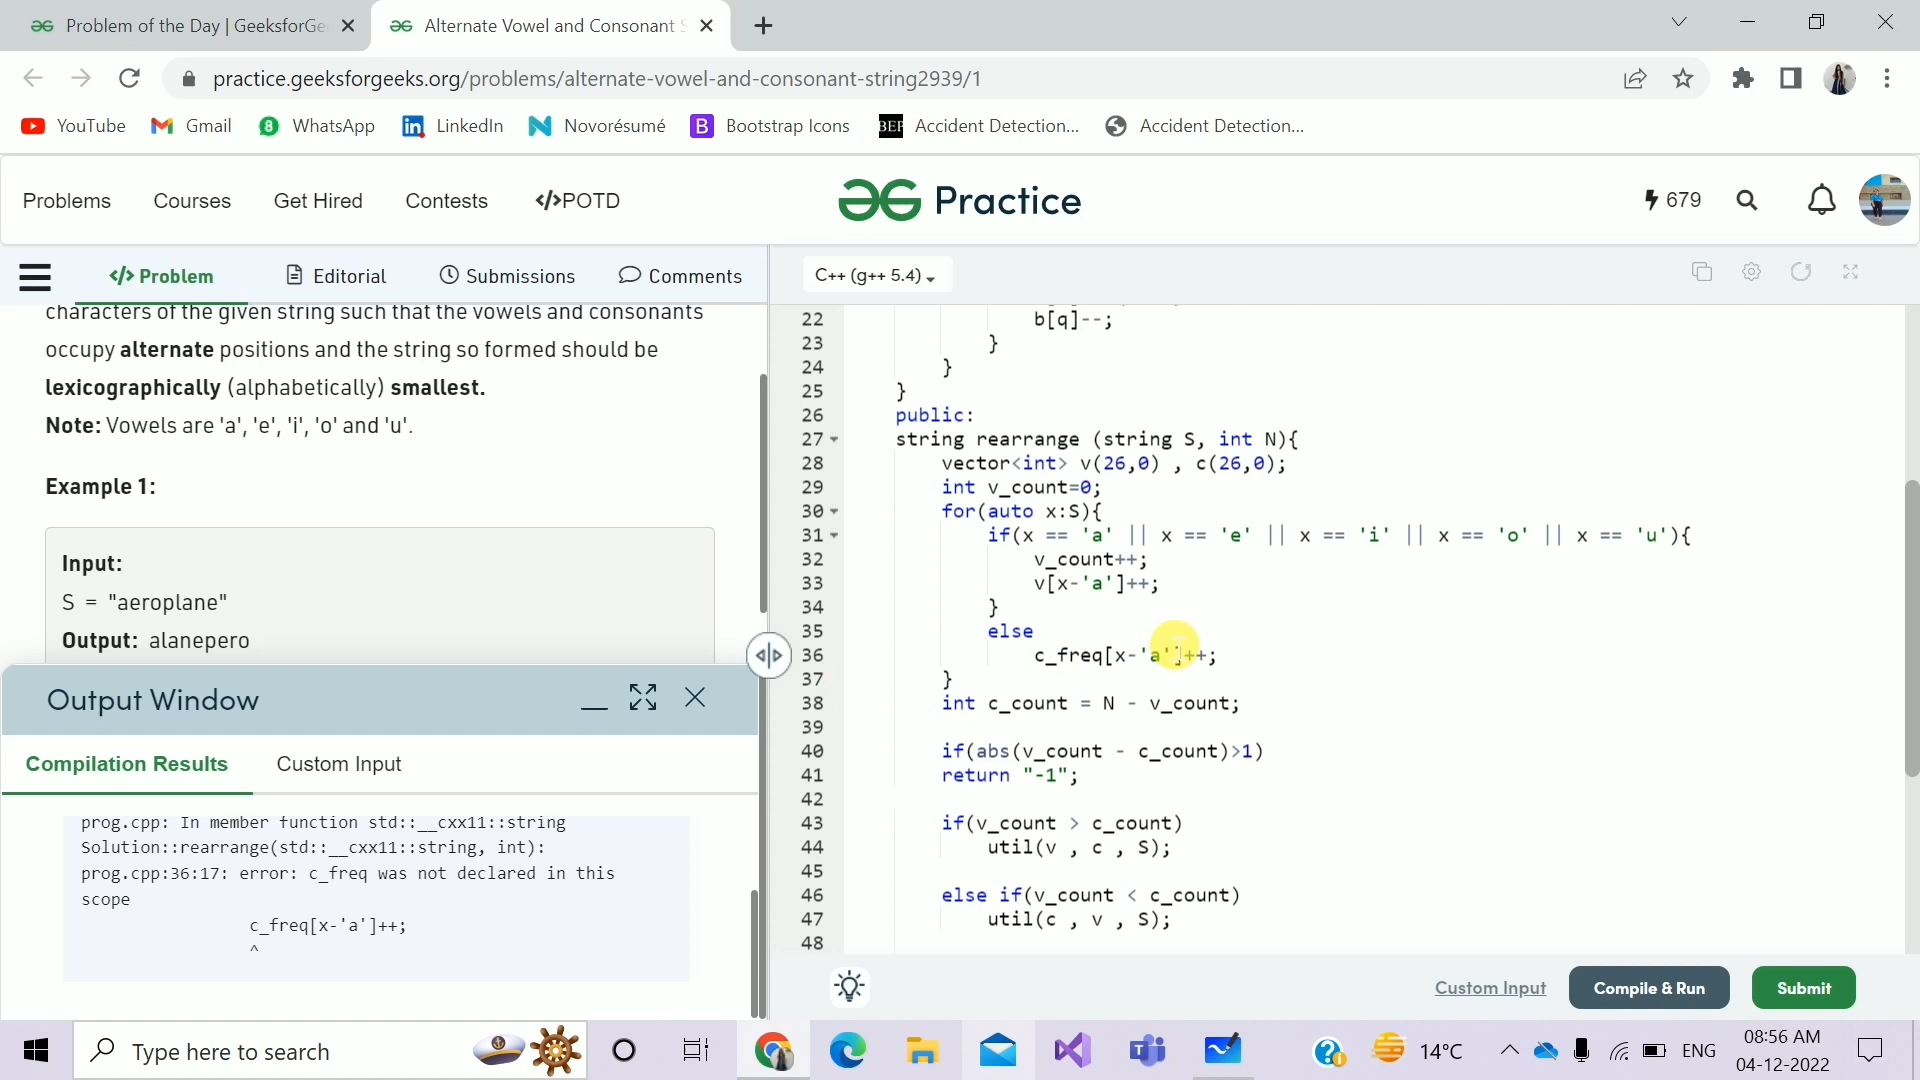 Problem of the Day | GeeksforGe
Alternate Vowel and Consonant S
practice.geeksforgeeks.org/problems/alternate-vowel-and-consonant-string2939/1
YouTube Gmail WhatsApp LinkedIn Novorésumé Bootstrap Icons BEP Accident Detection... Accident Detection...
Problems Courses Get Hired Contests </>POTD Practice 679
</> Problem Editorial Submissions Comments
C++ (g++ 5.4)
characters of the given string such that the vowels and consonants
occupy alternate positions and the string so formed should be
lexicographically (alphabetically) smallest.
Note: Vowels are 'a', 'e', 'i', 'o' and 'u'.
Example 1:
Input:
S = "aeroplane"
Output: alanepero
Output Window
Compilation Results Custom Input
prog.cpp: In member function std::__cxx11::string
Solution::rearrange(std::__cxx11::string, int):
prog.cpp:36:17: error: c_freq was not declared in this
scope
c_freq[x-'a']++;
^
22 b[q]--;
23 }
24 }
25 }
26 public:
27 string rearrange (string S, int N){
28 vector<int> v(26,0) , c(26,0);
29 int v_count=0;
30 for(auto x:S){
31 if(x == 'a' || x == 'e' || x == 'i' || x == 'o' || x == 'u'){
32 v_count++;
33 v[x-'a']++;
34 }
35 else
36 c_freq[x-'a']++;
37 }
38 int c_count = N - v_count;
39
40 if(abs(v_count - c_count)>1)
41 return "-1";
42
43 if(v_count > c_count)
44 util(v , c , S);
45
46 else if(v_count < c_count)
47 util(c , v , S);
48
Custom Input Compile & Run Submit
Type here to search
14°C ENG
08:56 AM
04-12-2022